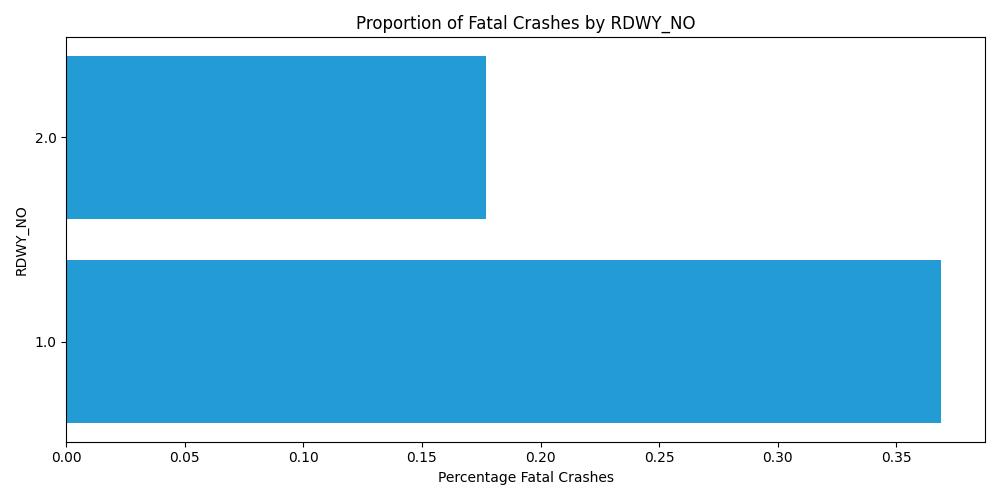 Proportion of Fatal Crashes by RDWY_NO
RDWY_NO
2.0
1.0
0.00 0.05 0.10 0.15 0.20 0.25 0.30 0.35
Percentage Fatal Crashes